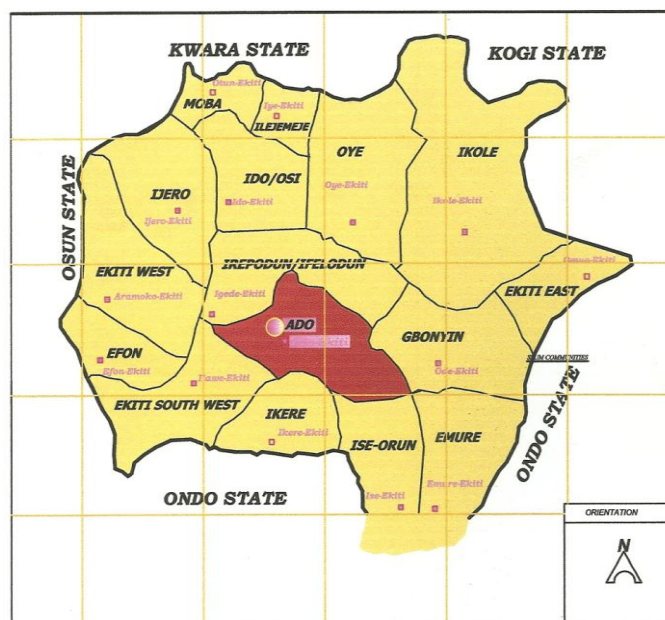 KWARA STATE
KOGI STATE
Otun-Ekiti
MOBA
Iye-Ekiti
ILEJEMEJE
OYE
IKOLE
IDO/OSI
IJERO
Oye-Ekiti
Ido-Ekiti
Ikole-Ekiti
Ijero-Ekiti
OSUN STATE
IREPODUN/IFELODUN
EKITI WEST
Omuo-Ekiti
EKITI EAST
Aramoko-Ekiti
Igede-Ekiti
ADO
GBONYIN
EFON
Efon-Ekiti
Ode-Ekiti
COMMUNITIES
Ilawe-Ekiti
EKITI SOUTH WEST
IKERE
Ikere-Ekiti
ISE-ORUN
EMURE
ONDO STATE
Ise-Ekiti
Emure-Ekiti
ONDO STATE
ORIENTATION
N